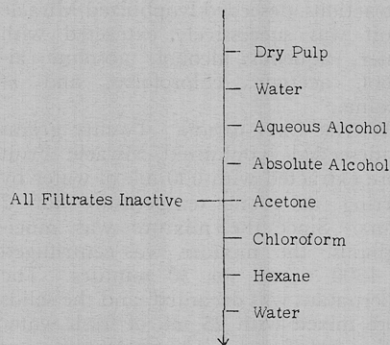 Dry Pulp
Water
Aqueous Alcohol
Absolute Alcohol
All Filtrates Inactive
Acetone
Chloroform
Hexane
Water